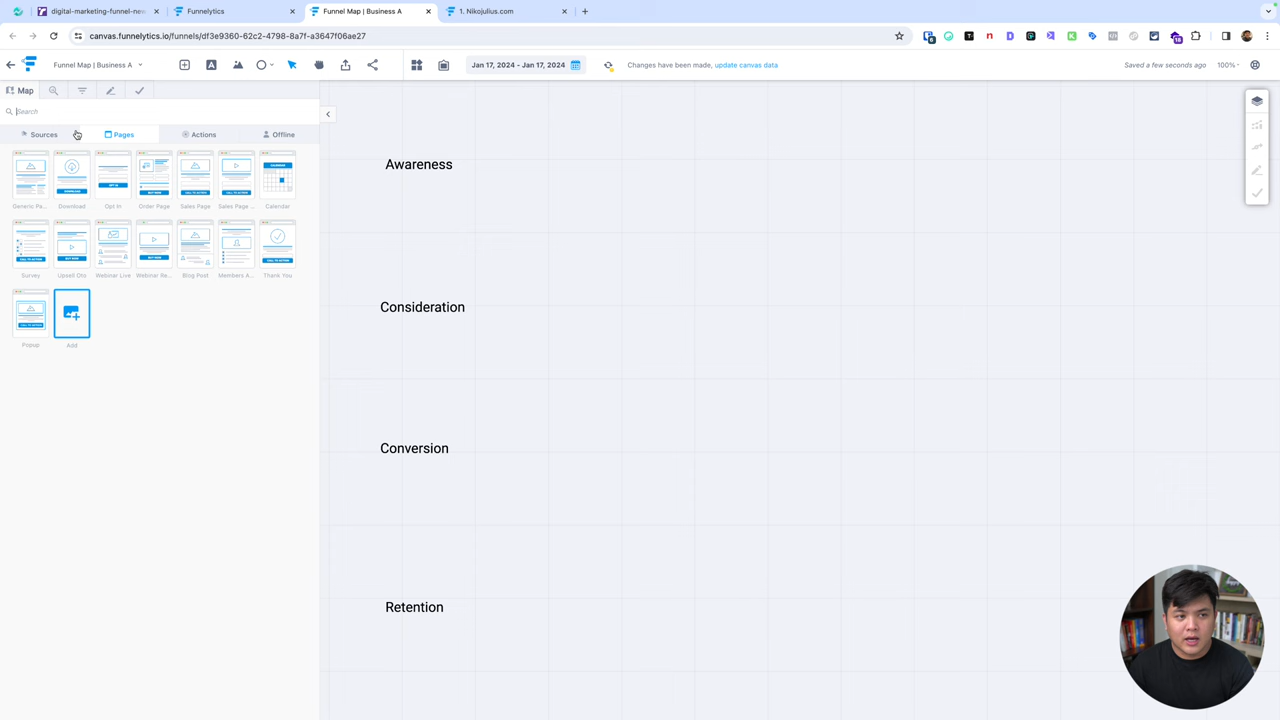 digital-marketing-funnel-new
Funnelytics
Funnel Map | Business A
1. Nikojulius.com
canvas.funnelytics.io/funnels/df3e9360-62c2-4798-8a7f-a3647f06ae27
Funnel Map | Business A
Jan 17, 2024 - Jan 17, 2024
Changes have been made, update canvas data
Saved a few seconds ago
100%
Map
Search
Sources
Pages
Actions
Offline
Generic Pa...
Download
Opt In
Order Page
Sales Page
Sales Page ...
Calendar
Survey
Upsell Oto
Webinar Live
Webinar Re...
Blog Post
Members A...
Thank You
Popup
Add
Awareness
Consideration
Conversion
Retention